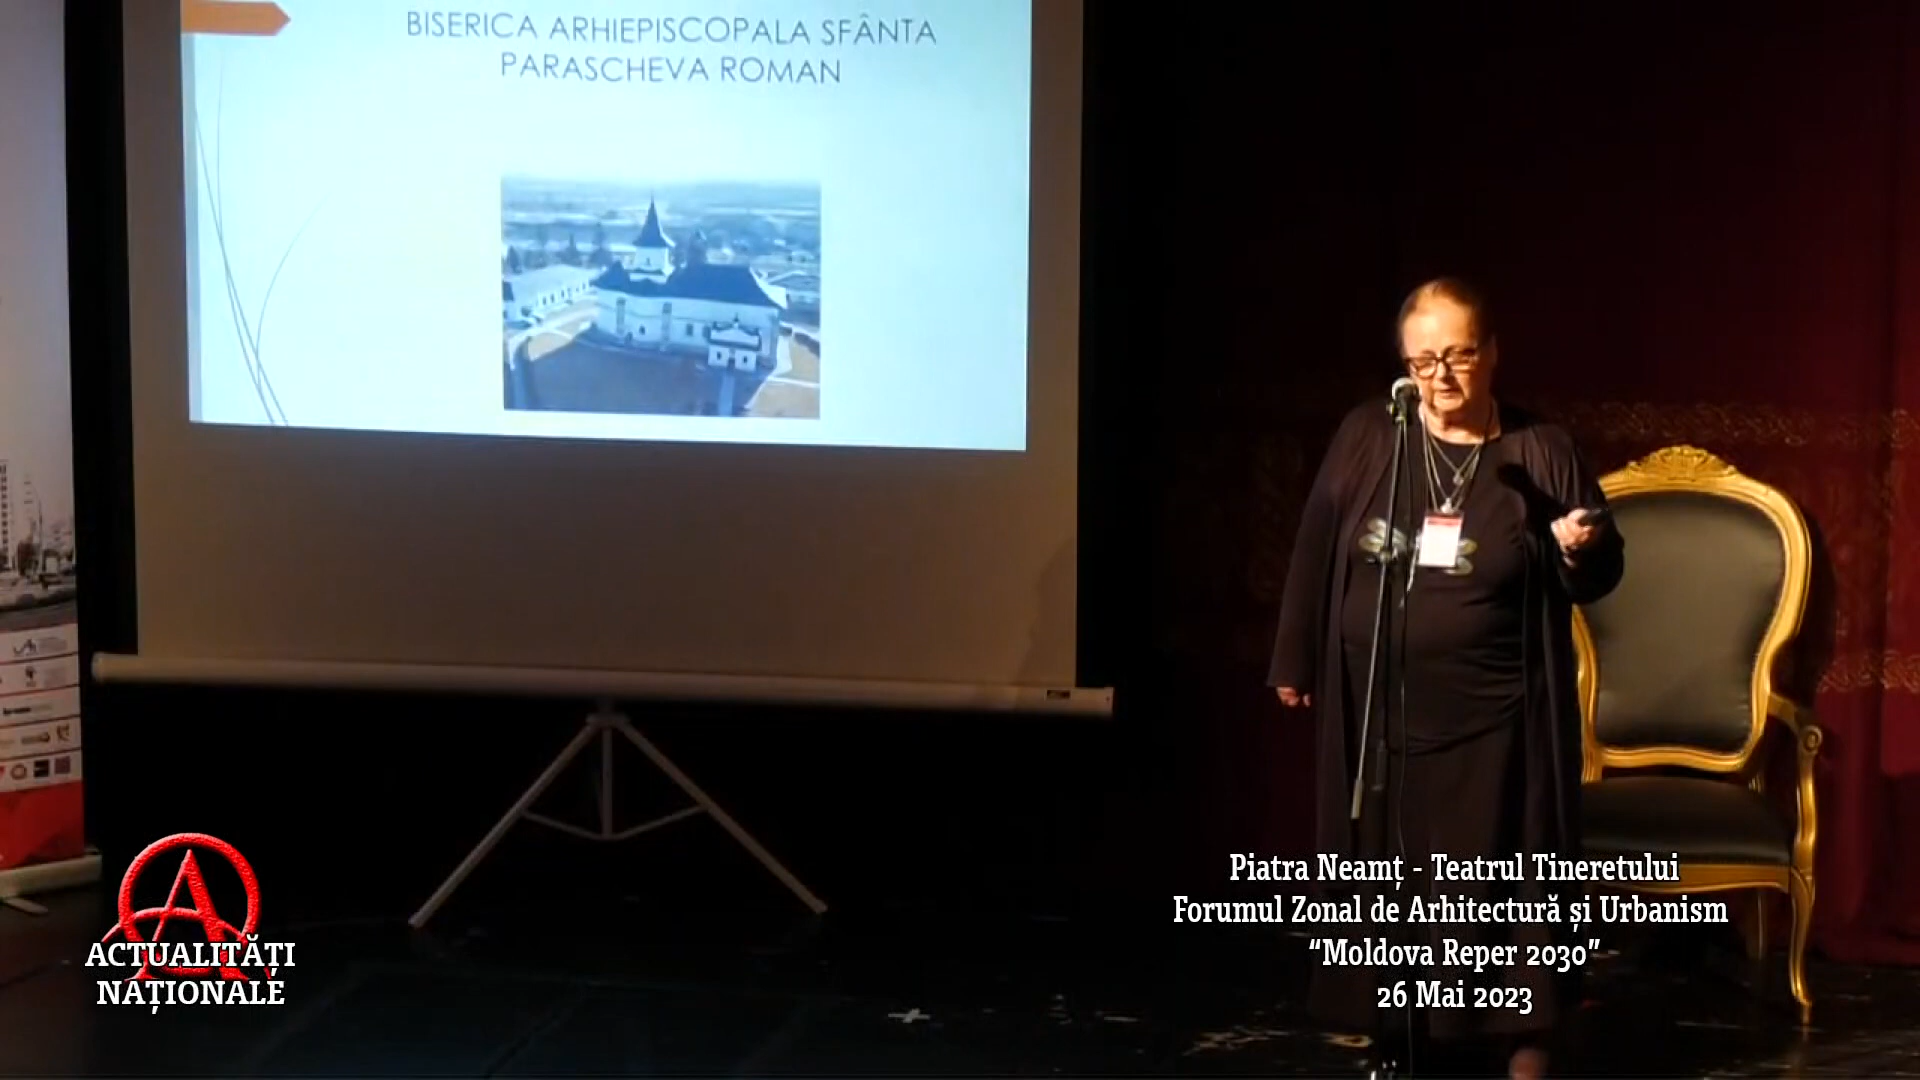 BISERICA ARHIEPISCOPALA SFÂNTA
PARASCHEVA ROMAN
ACTUALITĂȚI
NAȚIONALE
Piatra Neamț - Teatrul Tineretului
Forumul Zonal de Arhitectură și Urbanism
“Moldova Reper 2030”
26 Mai 2023